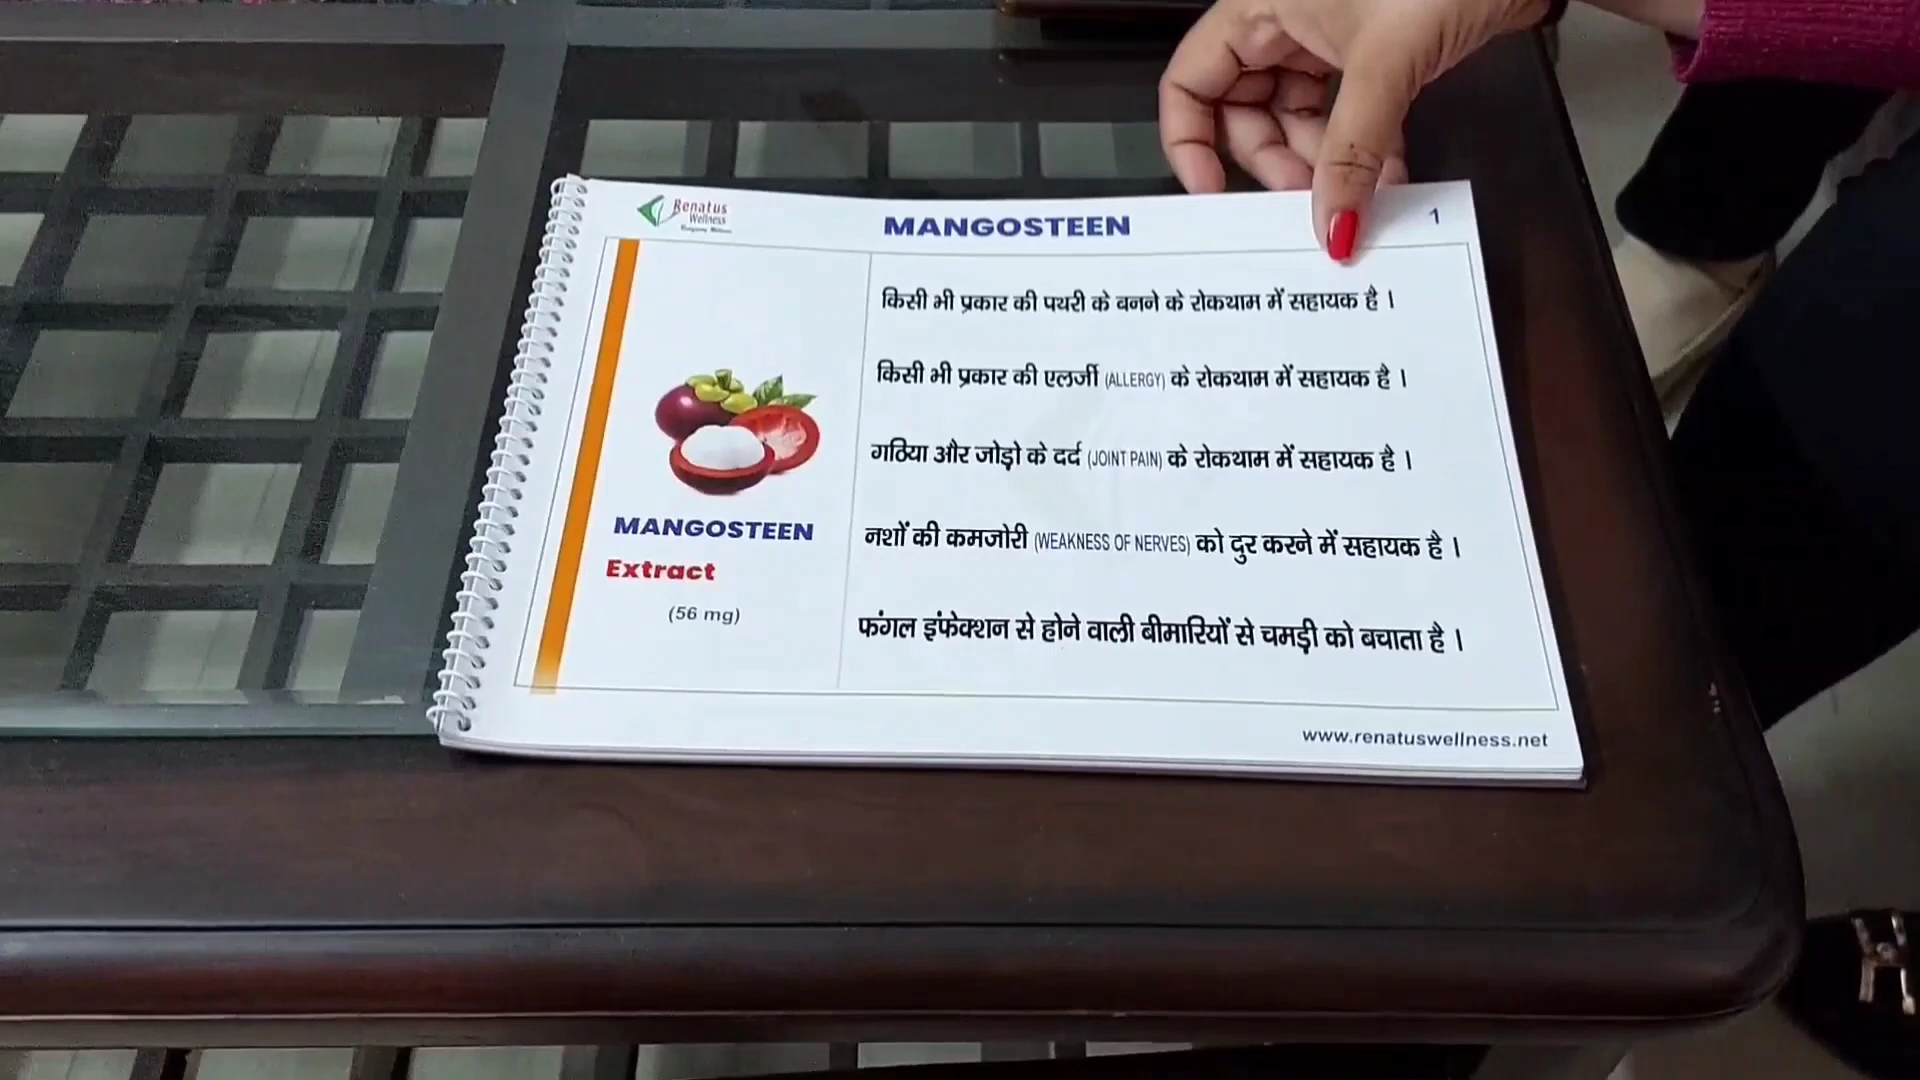 Renatus
Wellness
MANGOSTEEN
1
किसी भी प्रकार की पथरी के बनने के रोकथाम में सहायक है ।
किसी भी प्रकार की एलर्जी (ALLERGY) के रोकथाम में सहायक है ।
गठिया और जोड़ो के दर्द (JOINT PAIN) के रोकथाम में सहायक है ।
नशों की कमजोरी (WEAKNESS OF NERVES) को दुर करने में सहायक है ।
फंगल इंफेक्शन से होने वाली बीमारियों से चमड़ी को बचाता है ।
MANGOSTEEN
Extract
(56 mg)
www.renatuswellness.net